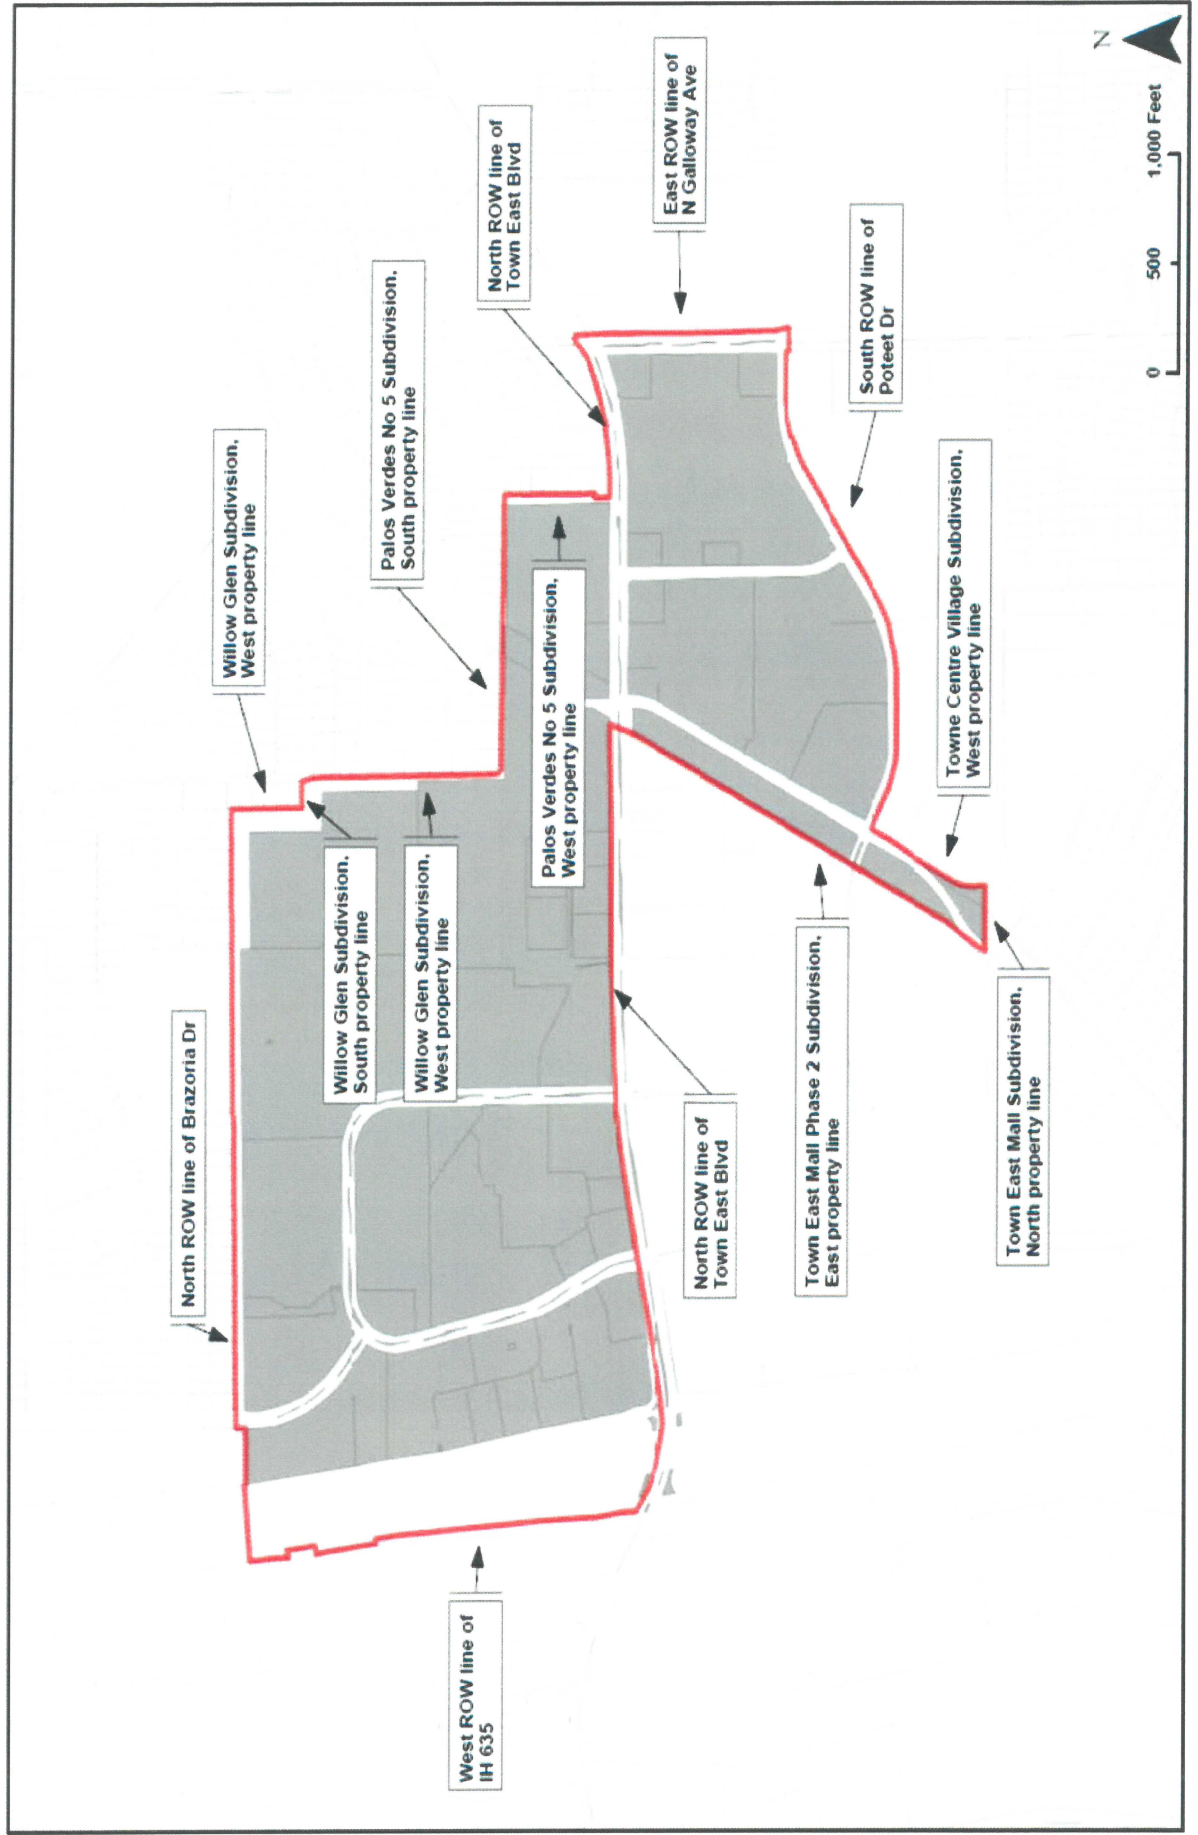 North ROW line of Brazoria Dr
Willow Glen Subdivision,
West property line
Palos Verdes No 5 Subdivision,
South property line
North ROW line of
Town East Blvd
East ROW line of
N Galloway Ave
Willow Glen Subdivision,
South property line
Willow Glen Subdivision,
West property line
Palos Verdes No 5 Subdivision,
West property line
West ROW line of
IH 635
North ROW line of
Town East Blvd
Town East Mall Phase 2 Subdivision,
East property line
South ROW line of
Poteet Dr
Towne Centre Village Subdivision,
West property line
Town East Mall Subdivision,
North property line
N
0 500 1,000 Feet